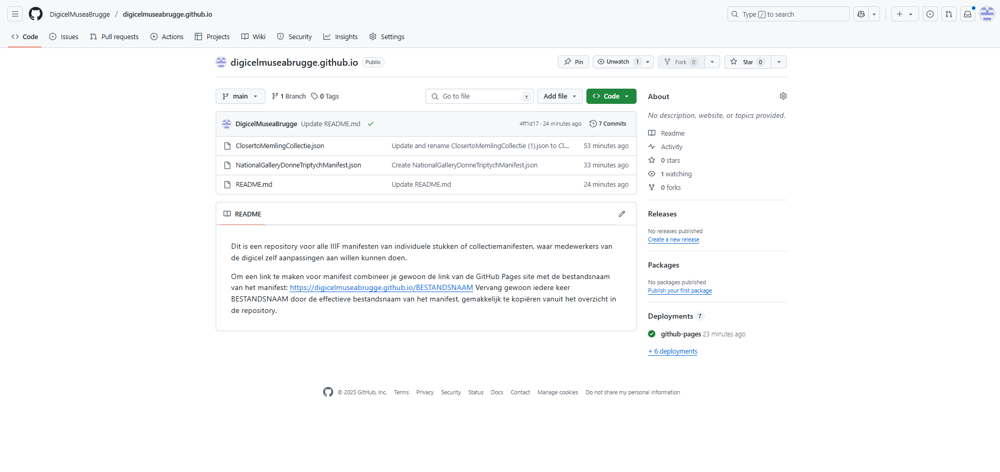 DigicelMuseaBrugge / digicelmuseabrugge.github.io
Type / to search
Code Issues Pull requests Actions Projects Wiki Security Insights Settings
digicelmuseabrugge.github.io Public
Pin Unwatch 1 Fork 0 Star 0
main 1 Branch 0 Tags Go to file t Add file Code
DigicelMuseaBrugge Update README.md 4ff1d17 · 24 minutes ago 7 Commits
ClosertoMemlingCollectie.json Update and rename ClosertoMemlingCollectie (1).json to Cl... 53 minutes ago
NationalGalleryDonneTriptychManifest.json Create NationalGalleryDonneTriptychManifest.json 33 minutes ago
README.md Update README.md 24 minutes ago
README
Dit is een repository voor alle IIIF manifesten van individuele stukken of collectiemanifesten, waar medewerkers van
de digicel zelf aanpassingen aan willen kunnen doen.
Om een link te maken voor manifest combineer je gewoon de link van de GitHub Pages site met de bestandsnaam
van het manifest: https://digicelmuseabrugge.github.io/BESTANDSNAAM Vervang gewoon iedere keer
BESTANDSNAAM door de effectieve bestandsnaam van het manifest, gemakkelijk te kopiëren vanuit het overzicht in
de repository.
About
No description, website, or topics provided.
Readme
Activity
0 stars
1 watching
0 forks
Releases
No releases published
Create a new release
Packages
No packages published
Publish your first package
Deployments 7
github-pages 23 minutes ago
+ 6 deployments
© 2025 GitHub, Inc. Terms Privacy Security Status Docs Contact Manage cookies Do not share my personal information